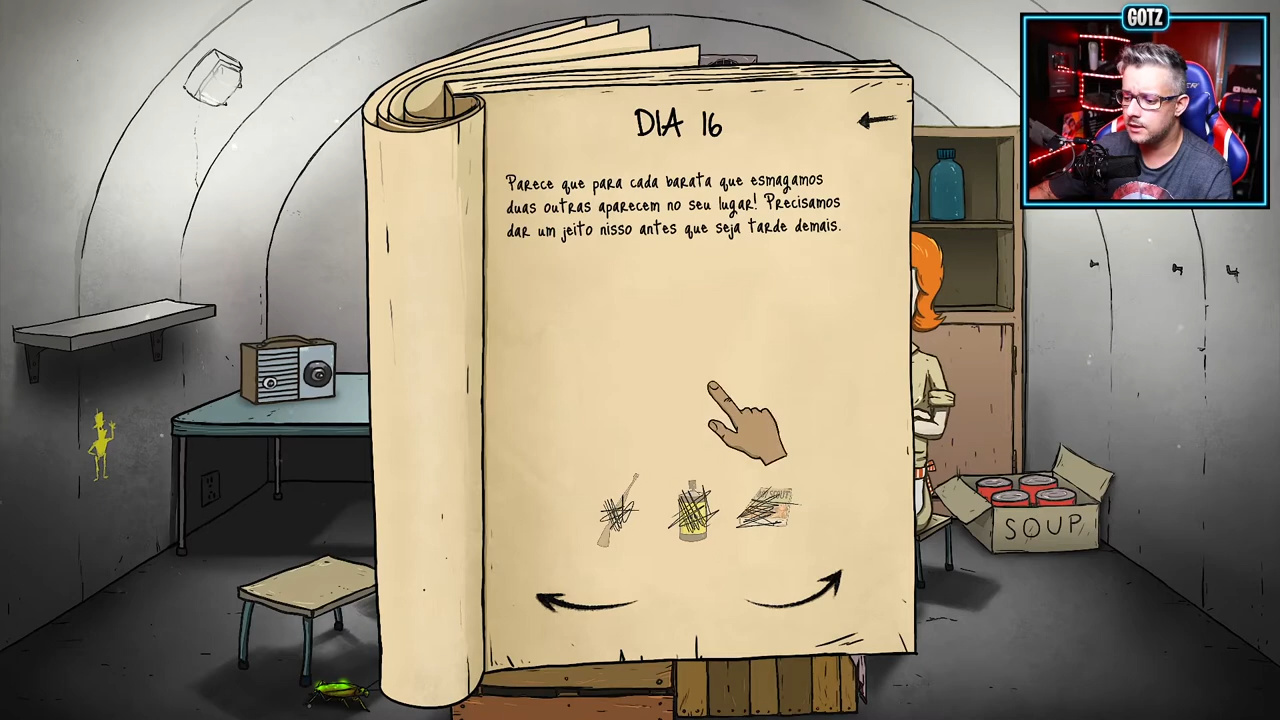 GOTZ
DIA 16
Parece que para cada barata que esmagamos
duas outras aparecem no seu lugar! Precisamos
dar um jeito nisso antes que seja tarde demais.
SOUP
YouTube